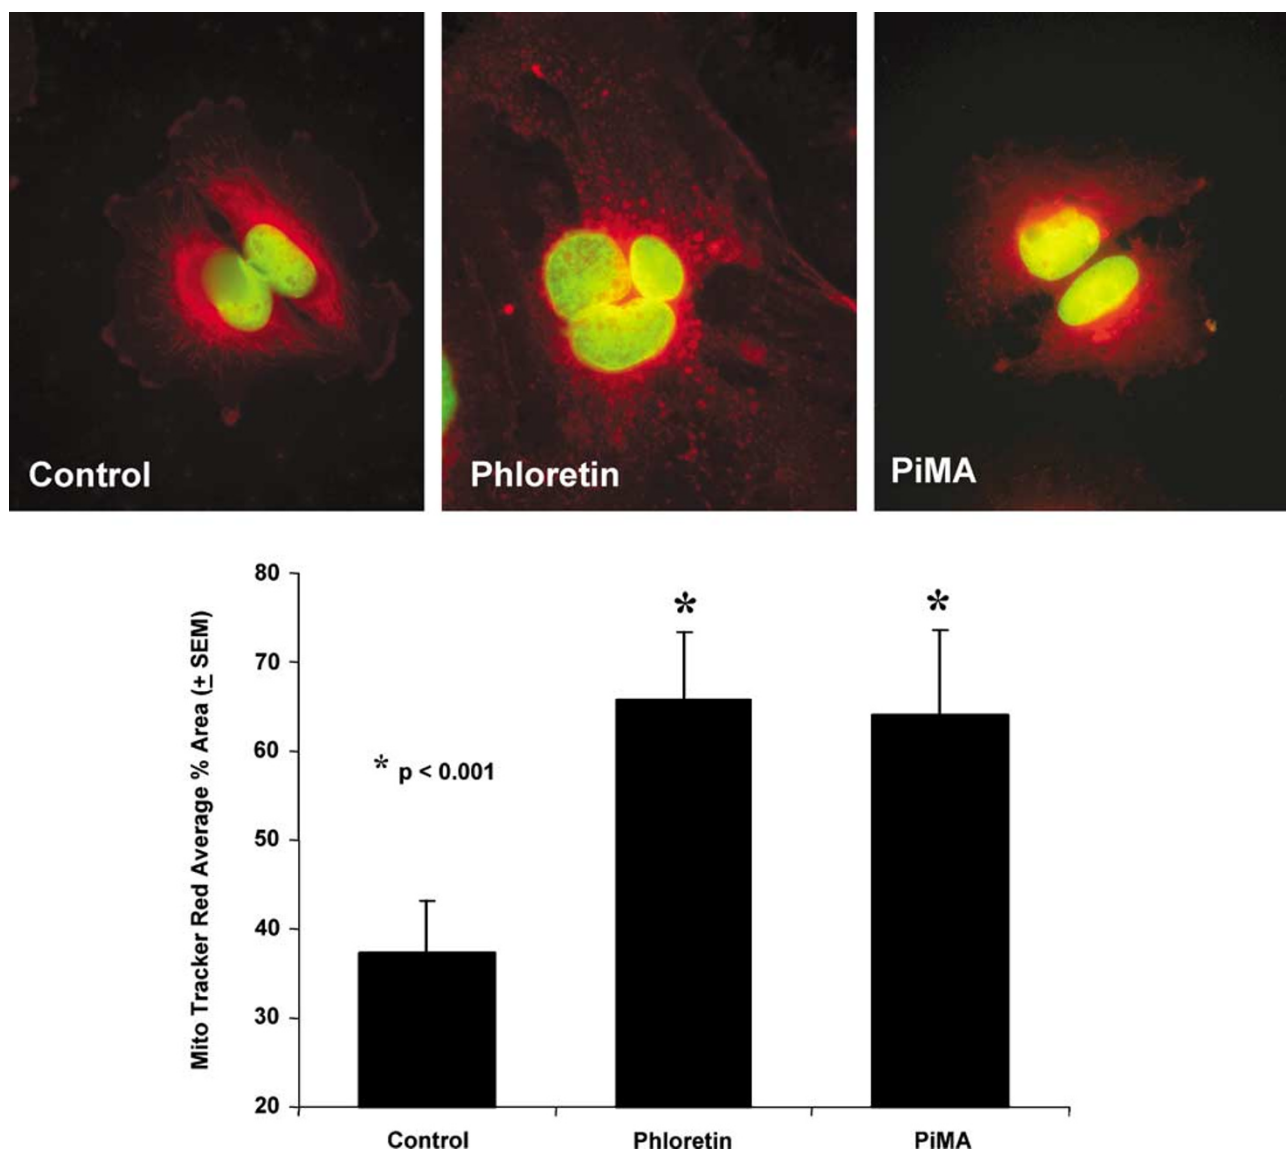 Control
Phloretin
PiMA
Mito Tracker Red Average % Area (± SEM)
80
70
60
50
40
30
20
*
*
* p < 0.001
Control
Phloretin
PiMA